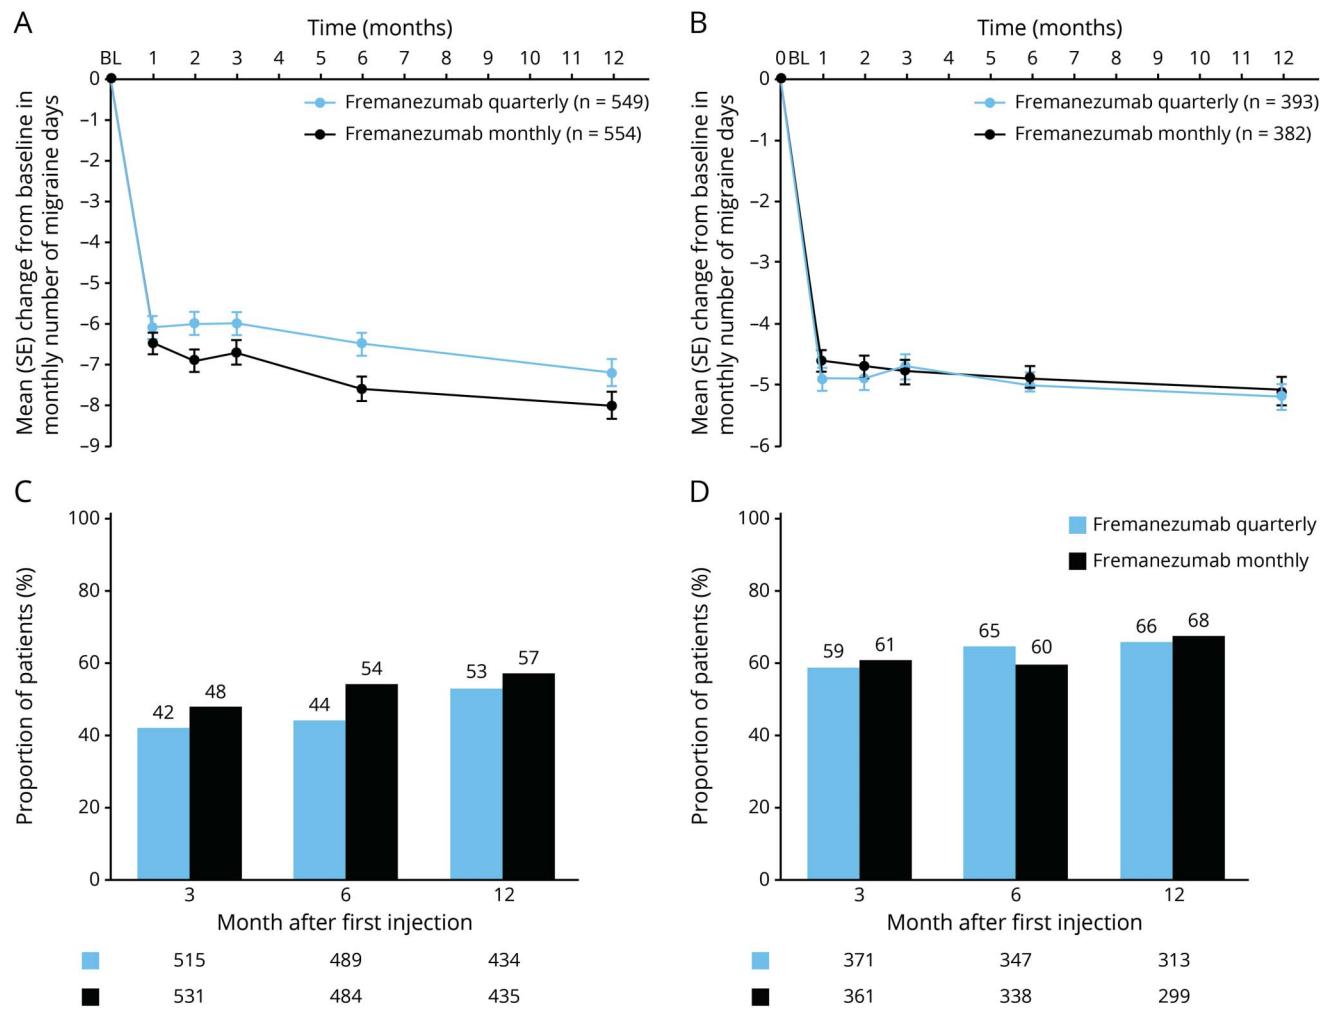 A
Time (months)
BL 1 2 3 4 5 6 7 8 9 10 11 12
0
–1
–2
–3
–4
–5
–6
–7
–8
–9
Mean (SE) change from baseline in
monthly number of migraine days
Fremanezumab quarterly (n = 549)
Fremanezumab monthly (n = 554)
B
Time (months)
0 BL 1 2 3 4 5 6 7 8 9 10 11 12
0
–1
–2
–3
–4
–5
–6
Mean (SE) change from baseline in
monthly number of migraine days
Fremanezumab quarterly (n = 393)
Fremanezumab monthly (n = 382)
C
100
80
60
40
20
0
Proportion of patients (%)
42 48 44 54 53 57
3 6 12
Month after first injection
515 489 434
531 484 435
D
Fremanezumab quarterly
Fremanezumab monthly
100
80
60
40
20
0
Proportion of patients (%)
59 61 65 60 66 68
3 6 12
Month after first injection
371 347 313
361 338 299